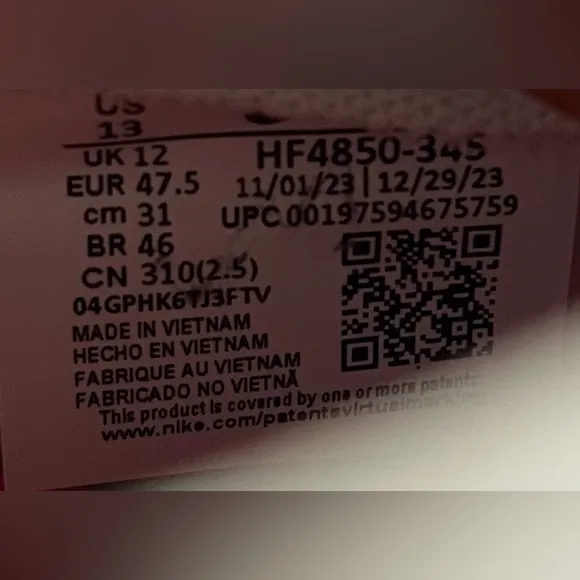 US
13
UK 12
EUR 47.5
cm 31
BR 46
CN 310(2.5)
HF4850-345
11/01/23 | 12/29/23
UPC 00197594675759
04GPHK6TJ3FTV
MADE IN VIETNAM
HECHO EN VIETNAM
FABRIQUE AU VIETNAM
FABRICADO NO VIETNÃ
This product is covered by one or more patents
www.nike.com/patentsvirtualmarking